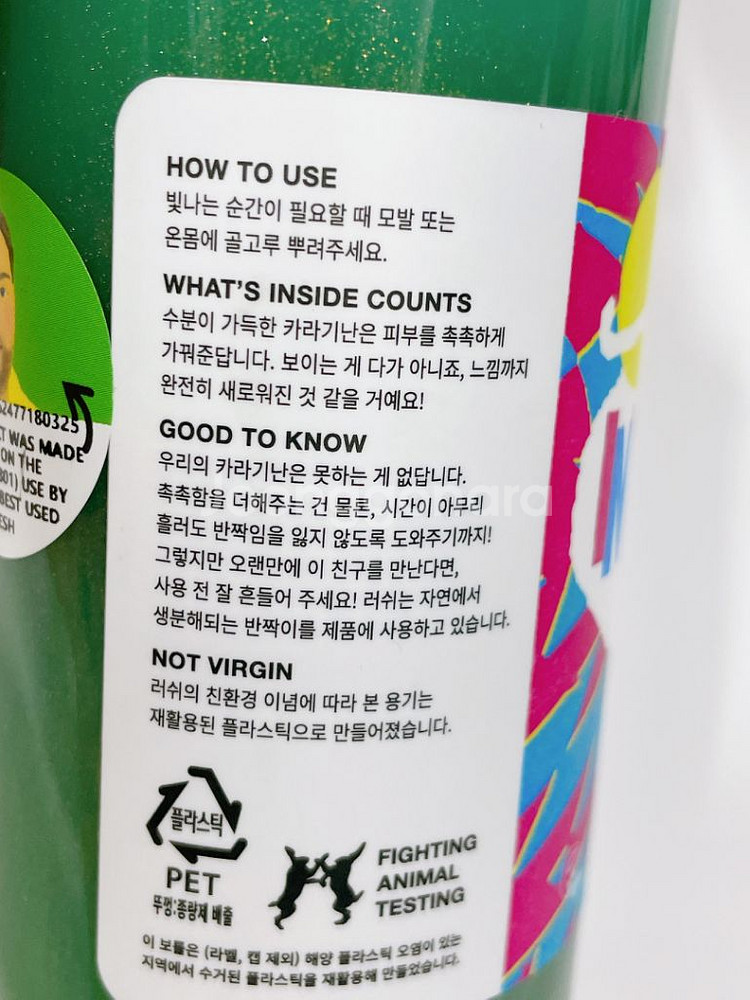 HOW TO USE
빛나는 순간이 필요할 때 모발 또는
온몸에 골고루 뿌려주세요.
WHAT'S INSIDE COUNTS
수분이 가득한 카라기난은 피부를 촉촉하게
가꿔준답니다. 보이는 게 다가 아니죠, 느낌까지
완전히 새로워진 것 같을 거예요!
GOOD TO KNOW
우리의 카라기난은 못하는 게 없답니다.
촉촉함을 더해주는 건 물론, 시간이 아무리
흘러도 반짝임을 잃지 않도록 도와주기까지!
그렇지만 오랜만에 이 친구를 만난다면,
사용 전 잘 흔들어 주세요! 러쉬는 자연에서
생분해되는 반짝이를 제품에 사용하고 있습니다.
NOT VIRGIN
러쉬의 친환경 이념에 따라 본 용기는
재활용된 플라스틱으로 만들어졌습니다.
플라스틱
PET
뚜껑:종량제 배출
FIGHTING
ANIMAL
TESTING
이 보틀은 (라벨, 캡 제외) 해양 플라스틱 오염이 있는
지역에서 수거된 플라스틱을 재활용해 만들었습니다.
2477180325
T WAS MADE
ON THE
801) USE BY
BEST USED
ESH